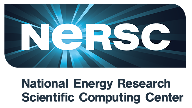 NERSC
National Energy Research
Scientific Computing Center